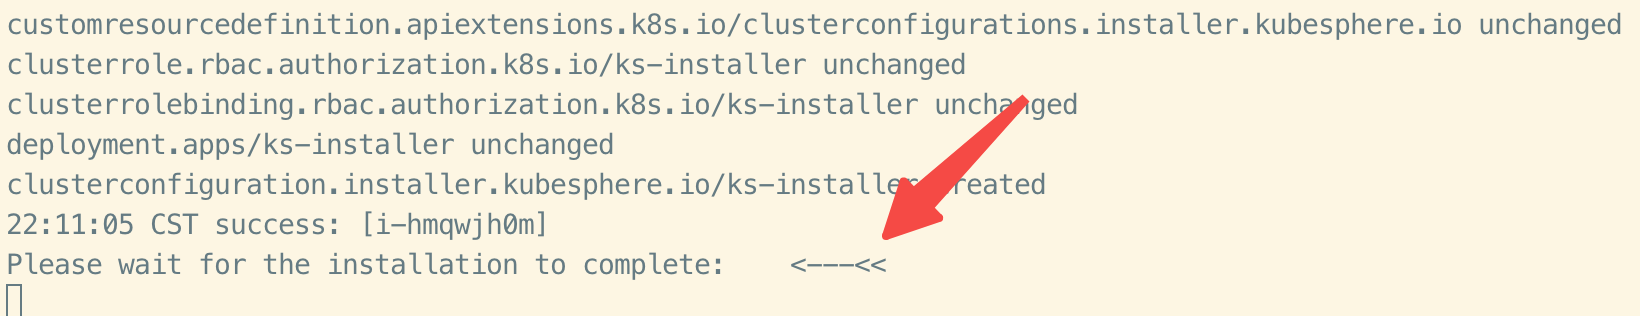 customresourcedefinition.apiextensions.k8s.io/clusterconfigurations.installer.kubesphere.io unchanged
clusterrole.rbac.authorization.k8s.io/ks-installer unchanged
clusterrolebinding.rbac.authorization.k8s.io/ks-installer unchanged
deployment.apps/ks-installer unchanged
clusterconfiguration.installer.kubesphere.io/ks-installer created
22:11:05 CST success: [i-hmqwjh0m]
Please wait for the installation to complete:    <---<<